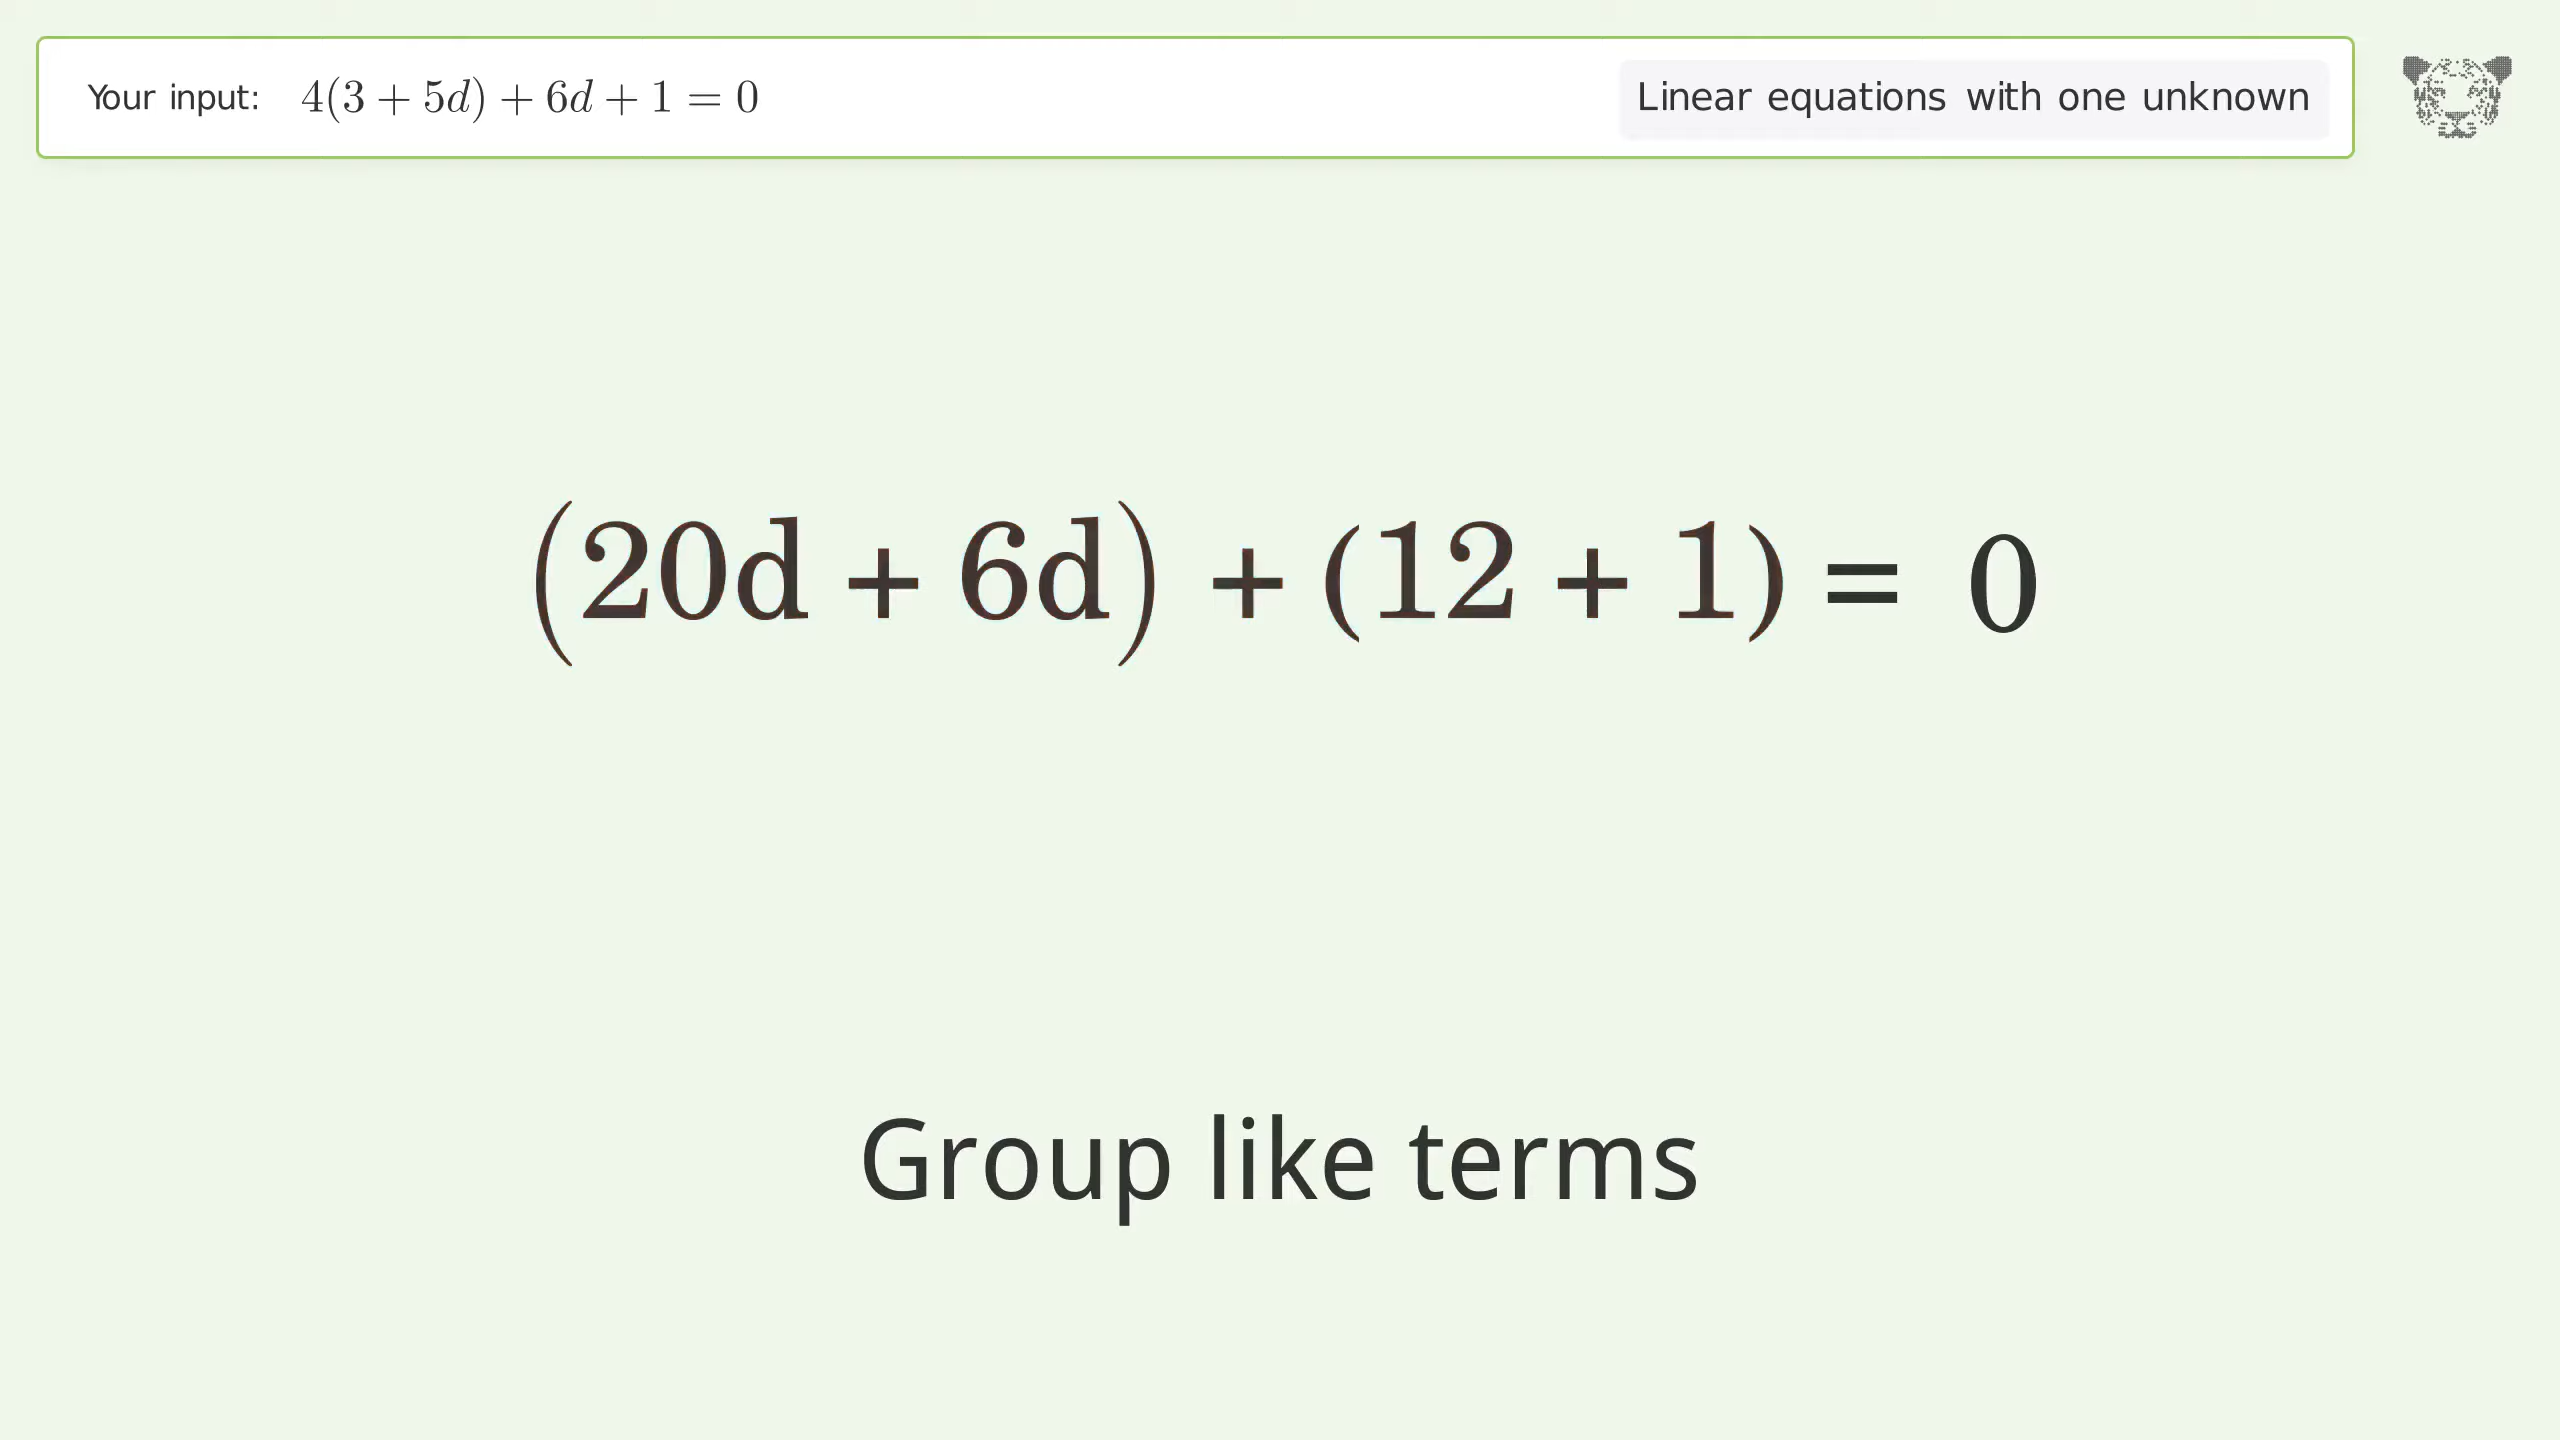 Your input: 4(3 + 5d) + 6d + 1 = 0
Linear equations with one unknown
(20d + 6d) + (12 + 1) = 0
Group like terms